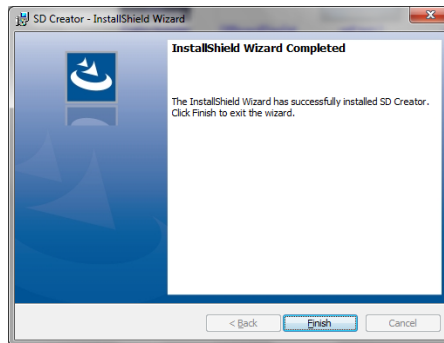 SD Creator - InstallShield Wizard
InstallShield Wizard Completed
The InstallShield Wizard has successfully installed SD Creator.
Click Finish to exit the wizard.
< Back
Finish
Cancel